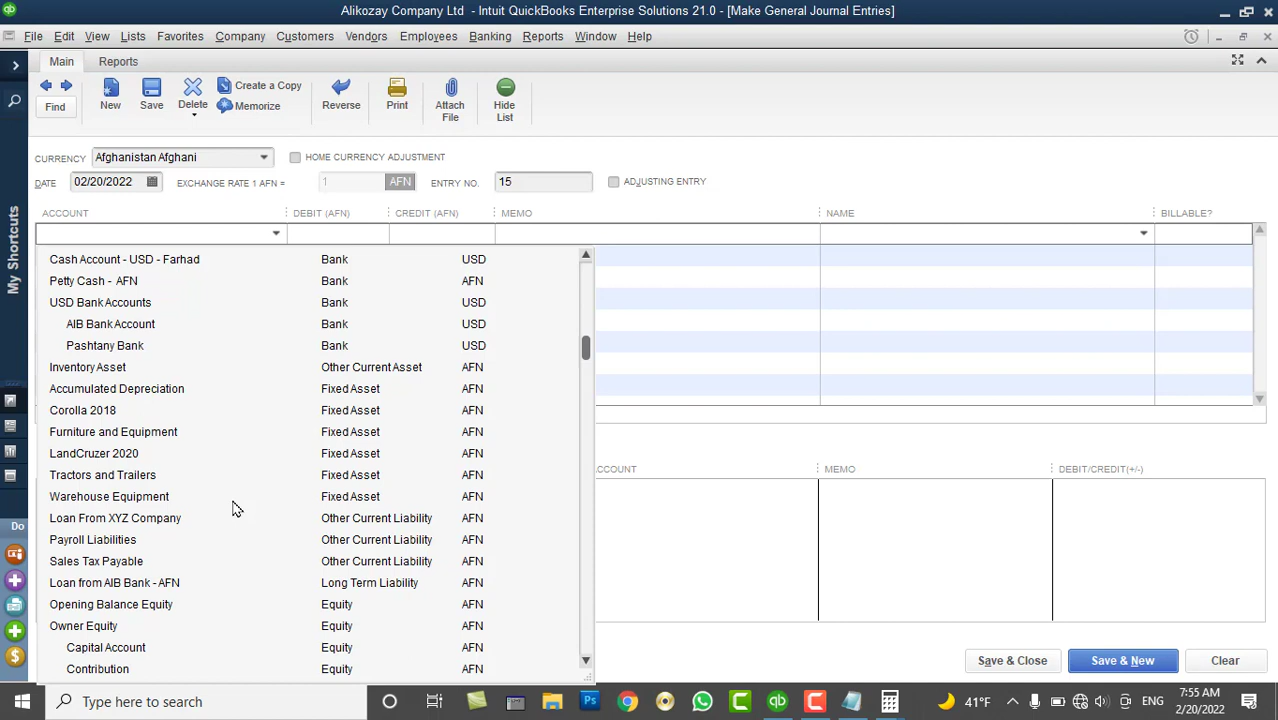 Alikozay Company Ltd - Intuit QuickBooks Enterprise Solutions 21.0 - [Make General Journal Entries]
File Edit View Lists Favorites Company Customers Vendors Employees Banking Reports Window Help
Main Reports
Find New Save Delete Create a Copy Memorize Reverse Print Attach File Hide List
CURRENCY Afghanistan Afghani HOME CURRENCY ADJUSTMENT
DATE 02/20/2022 EXCHANGE RATE 1 AFN = 1 AFN ENTRY NO. 15 ADJUSTING ENTRY
ACCOUNT DEBIT (AFN) CREDIT (AFN) MEMO NAME BILLABLE?
Cash Account - USD - Farhad Bank USD
Petty Cash - AFN Bank AFN
USD Bank Accounts Bank USD
AIB Bank Account Bank USD
Pashtany Bank Bank USD
Inventory Asset Other Current Asset AFN
Accumulated Depreciation Fixed Asset AFN
Corolla 2018 Fixed Asset AFN
Furniture and Equipment Fixed Asset AFN
LandCruzer 2020 Fixed Asset AFN
Tractors and Trailers Fixed Asset AFN
Warehouse Equipment Fixed Asset AFN
Loan From XYZ Company Other Current Liability AFN
Payroll Liabilities Other Current Liability AFN
Sales Tax Payable Other Current Liability AFN
Loan from AIB Bank - AFN Long Term Liability AFN
Opening Balance Equity Equity AFN
Owner Equity Equity AFN
Capital Account Equity AFN
Contribution Equity AFN
CCOUNT MEMO DEBIT/CREDIT(+/-)
My Shortcuts
Do
Save & Close Save & New Clear
Type here to search
41°F ENG 7:55 AM
2/20/2022